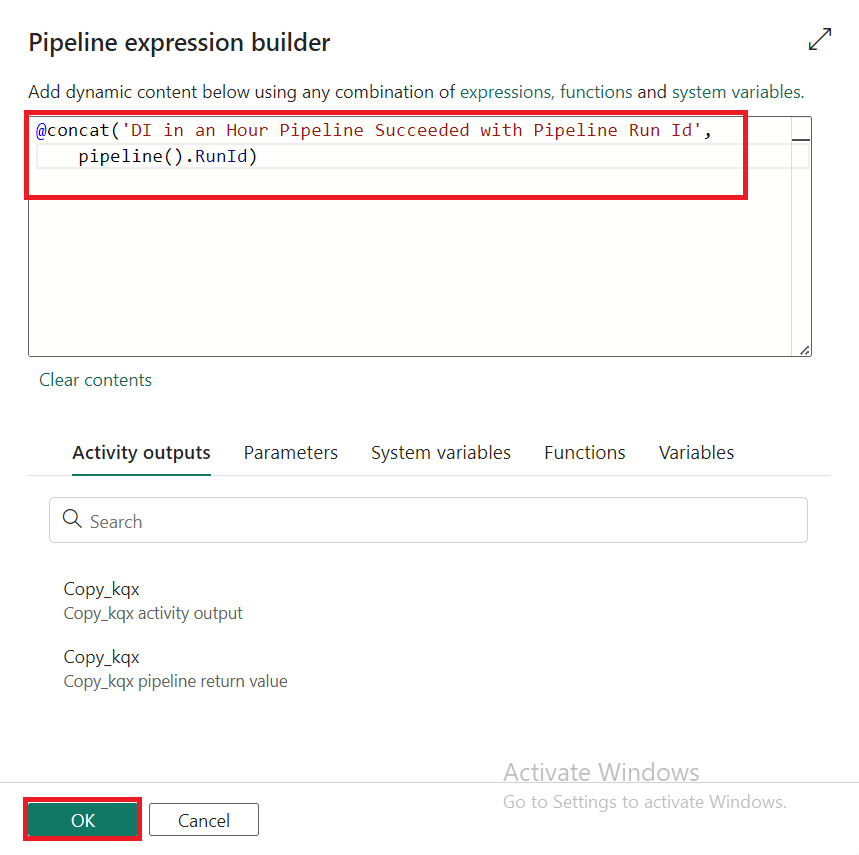 Pipeline expression builder
Add dynamic content below using any combination of expressions, functions and system variables.
@concat('DI in an Hour Pipeline Succeeded with Pipeline Run Id',
pipeline().RunId)
Clear contents
Activity outputs Parameters System variables Functions Variables
Search
Copy_kqx
Copy_kqx activity output
Copy_kqx
Copy_kqx pipeline return value
Activate Windows
Go to Settings to activate Windows.
OK Cancel